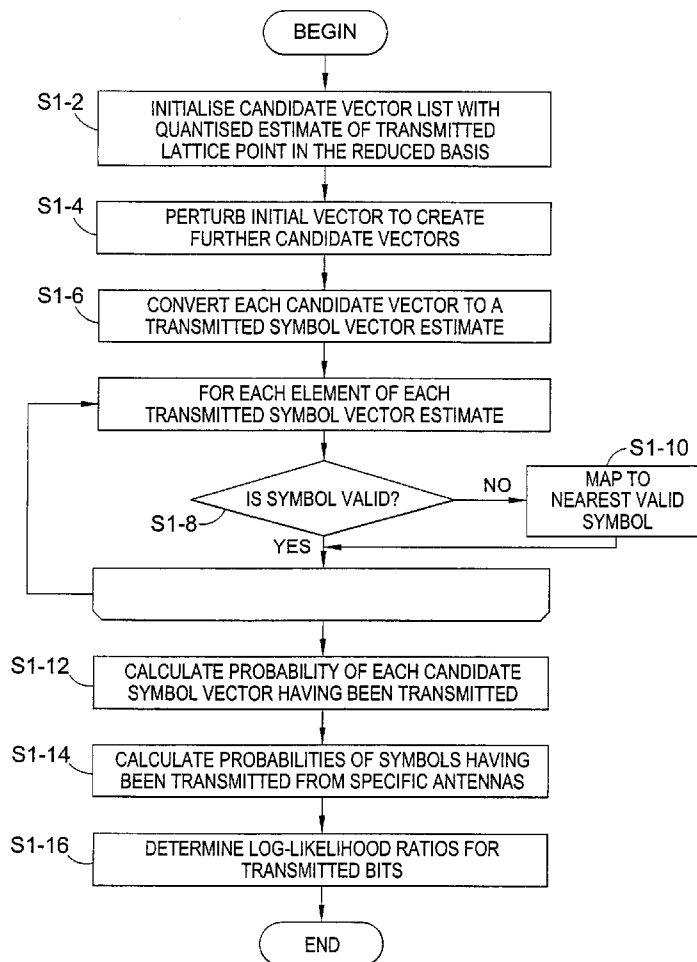 BEGIN
S1-2
INITIALISE CANDIDATE VECTOR LIST WITH
QUANTISED ESTIMATE OF TRANSMITTED
LATTICE POINT IN THE REDUCED BASIS
S1-4
PERTURB INITIAL VECTOR TO CREATE
FURTHER CANDIDATE VECTORS
S1-6
CONVERT EACH CANDIDATE VECTOR TO A
TRANSMITTED SYMBOL VECTOR ESTIMATE
FOR EACH ELEMENT OF EACH
TRANSMITTED SYMBOL VECTOR ESTIMATE
IS SYMBOL VALID?
S1-8
NO
S1-10
MAP TO
NEAREST VALID
SYMBOL
YES
S1-12
CALCULATE PROBABILITY OF EACH CANDIDATE
SYMBOL VECTOR HAVING BEEN TRANSMITTED
S1-14
CALCULATE PROBABILITIES OF SYMBOLS HAVING
BEEN TRANSMITTED FROM SPECIFIC ANTENNAS
S1-16
DETERMINE LOG-LIKELIHOOD RATIOS FOR
TRANSMITTED BITS
END